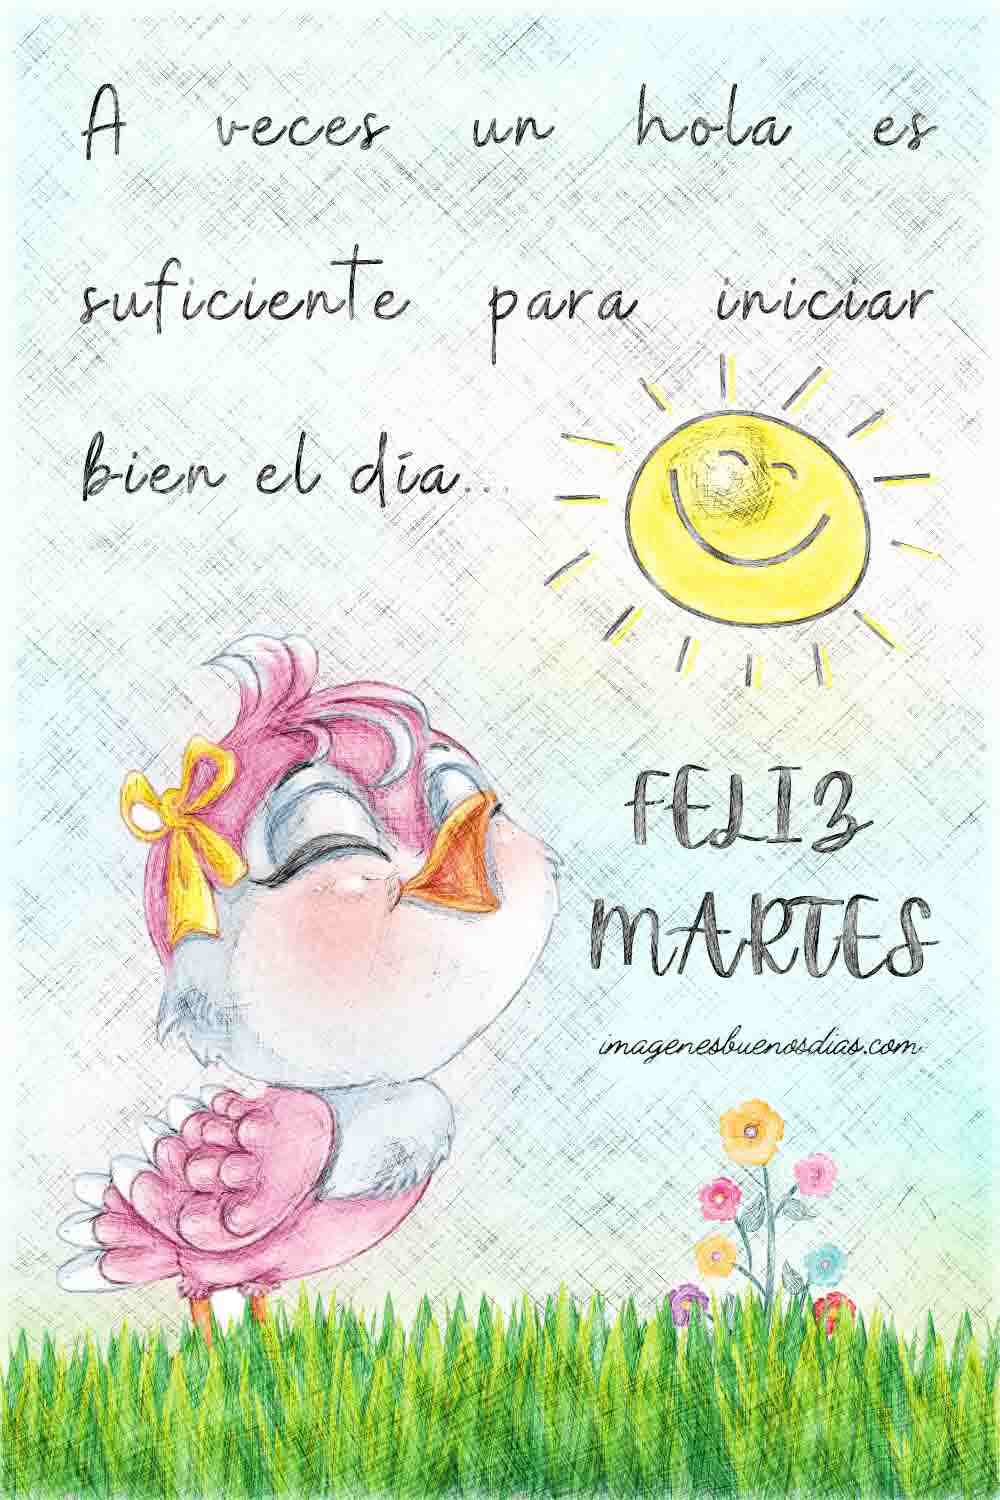 A veces un hola es
suficiente para iniciar
bien el día...
FELIZ
MARTES
imagenesbuenosdias.com